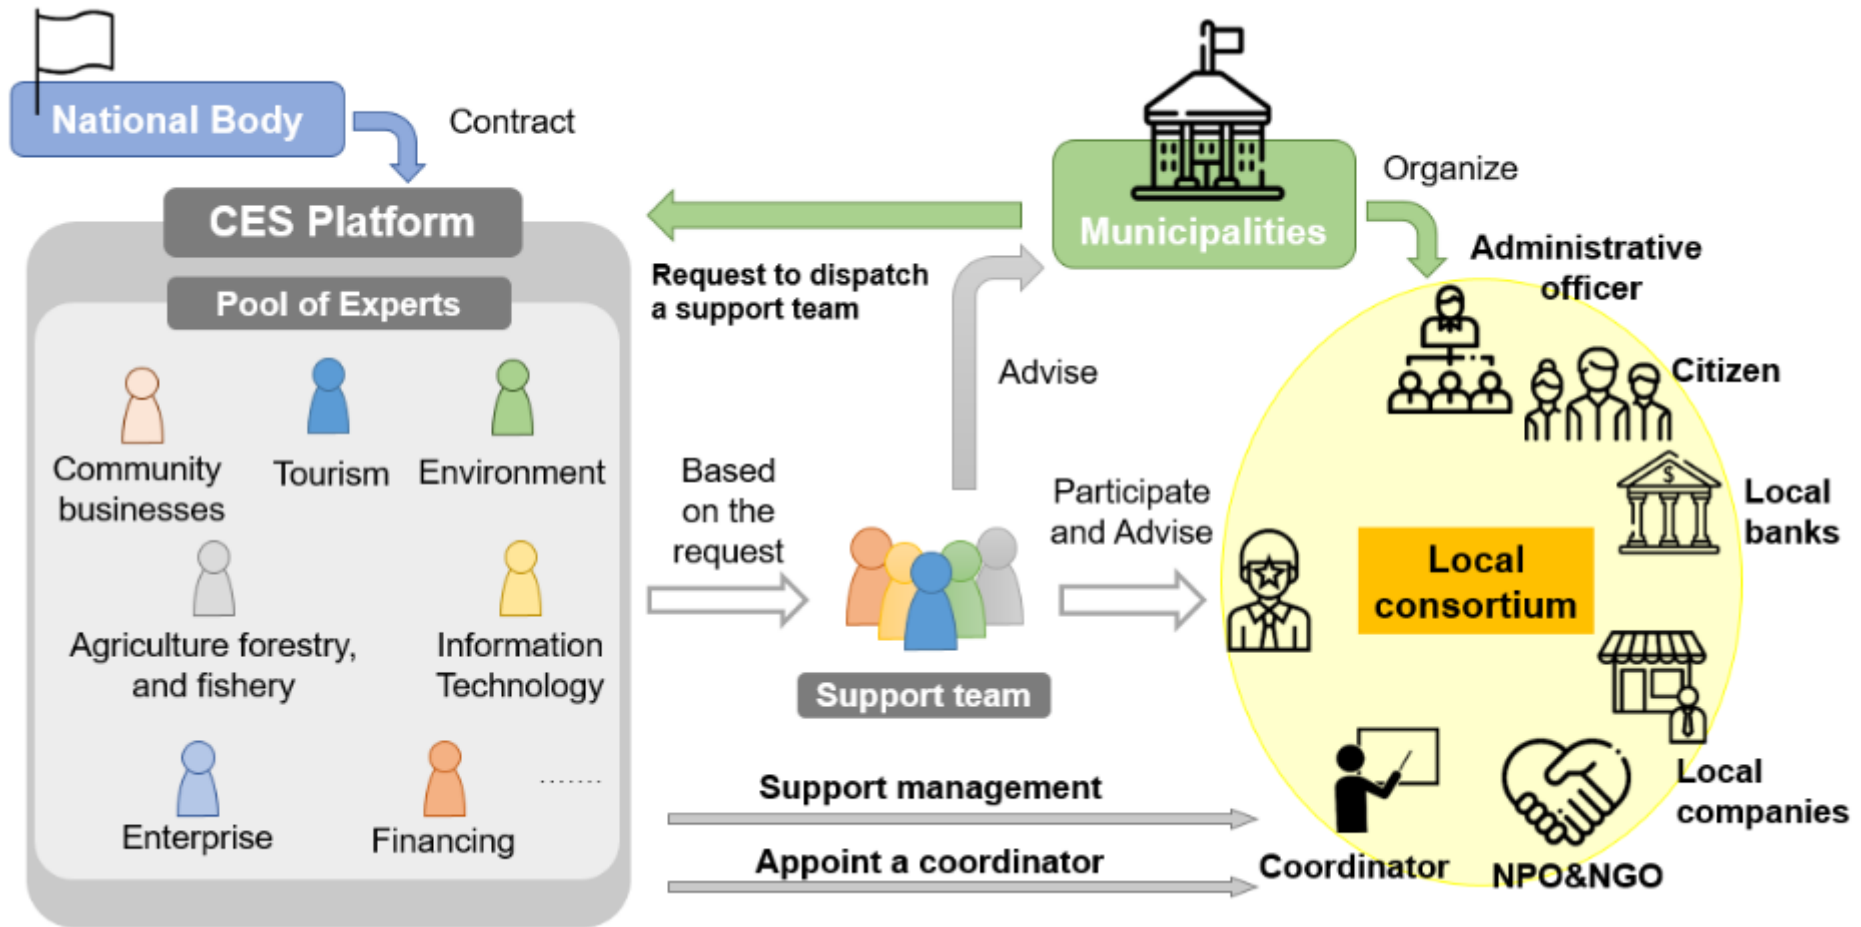 National Body
Contract
CES Platform
Pool of Experts
Community
businesses
Tourism
Environment
Agriculture forestry,
and fishery
Information
Technology
Enterprise
Financing
.......
Municipalities
Organize
Request to dispatch
a support team
Advise
Based
on the
request
Support team
Participate
and Advise
Support management
Appoint a coordinator
Administrative
officer
Citizen
$
Local
banks
Local
consortium
Local
companies
Coordinator
NPO&NGO